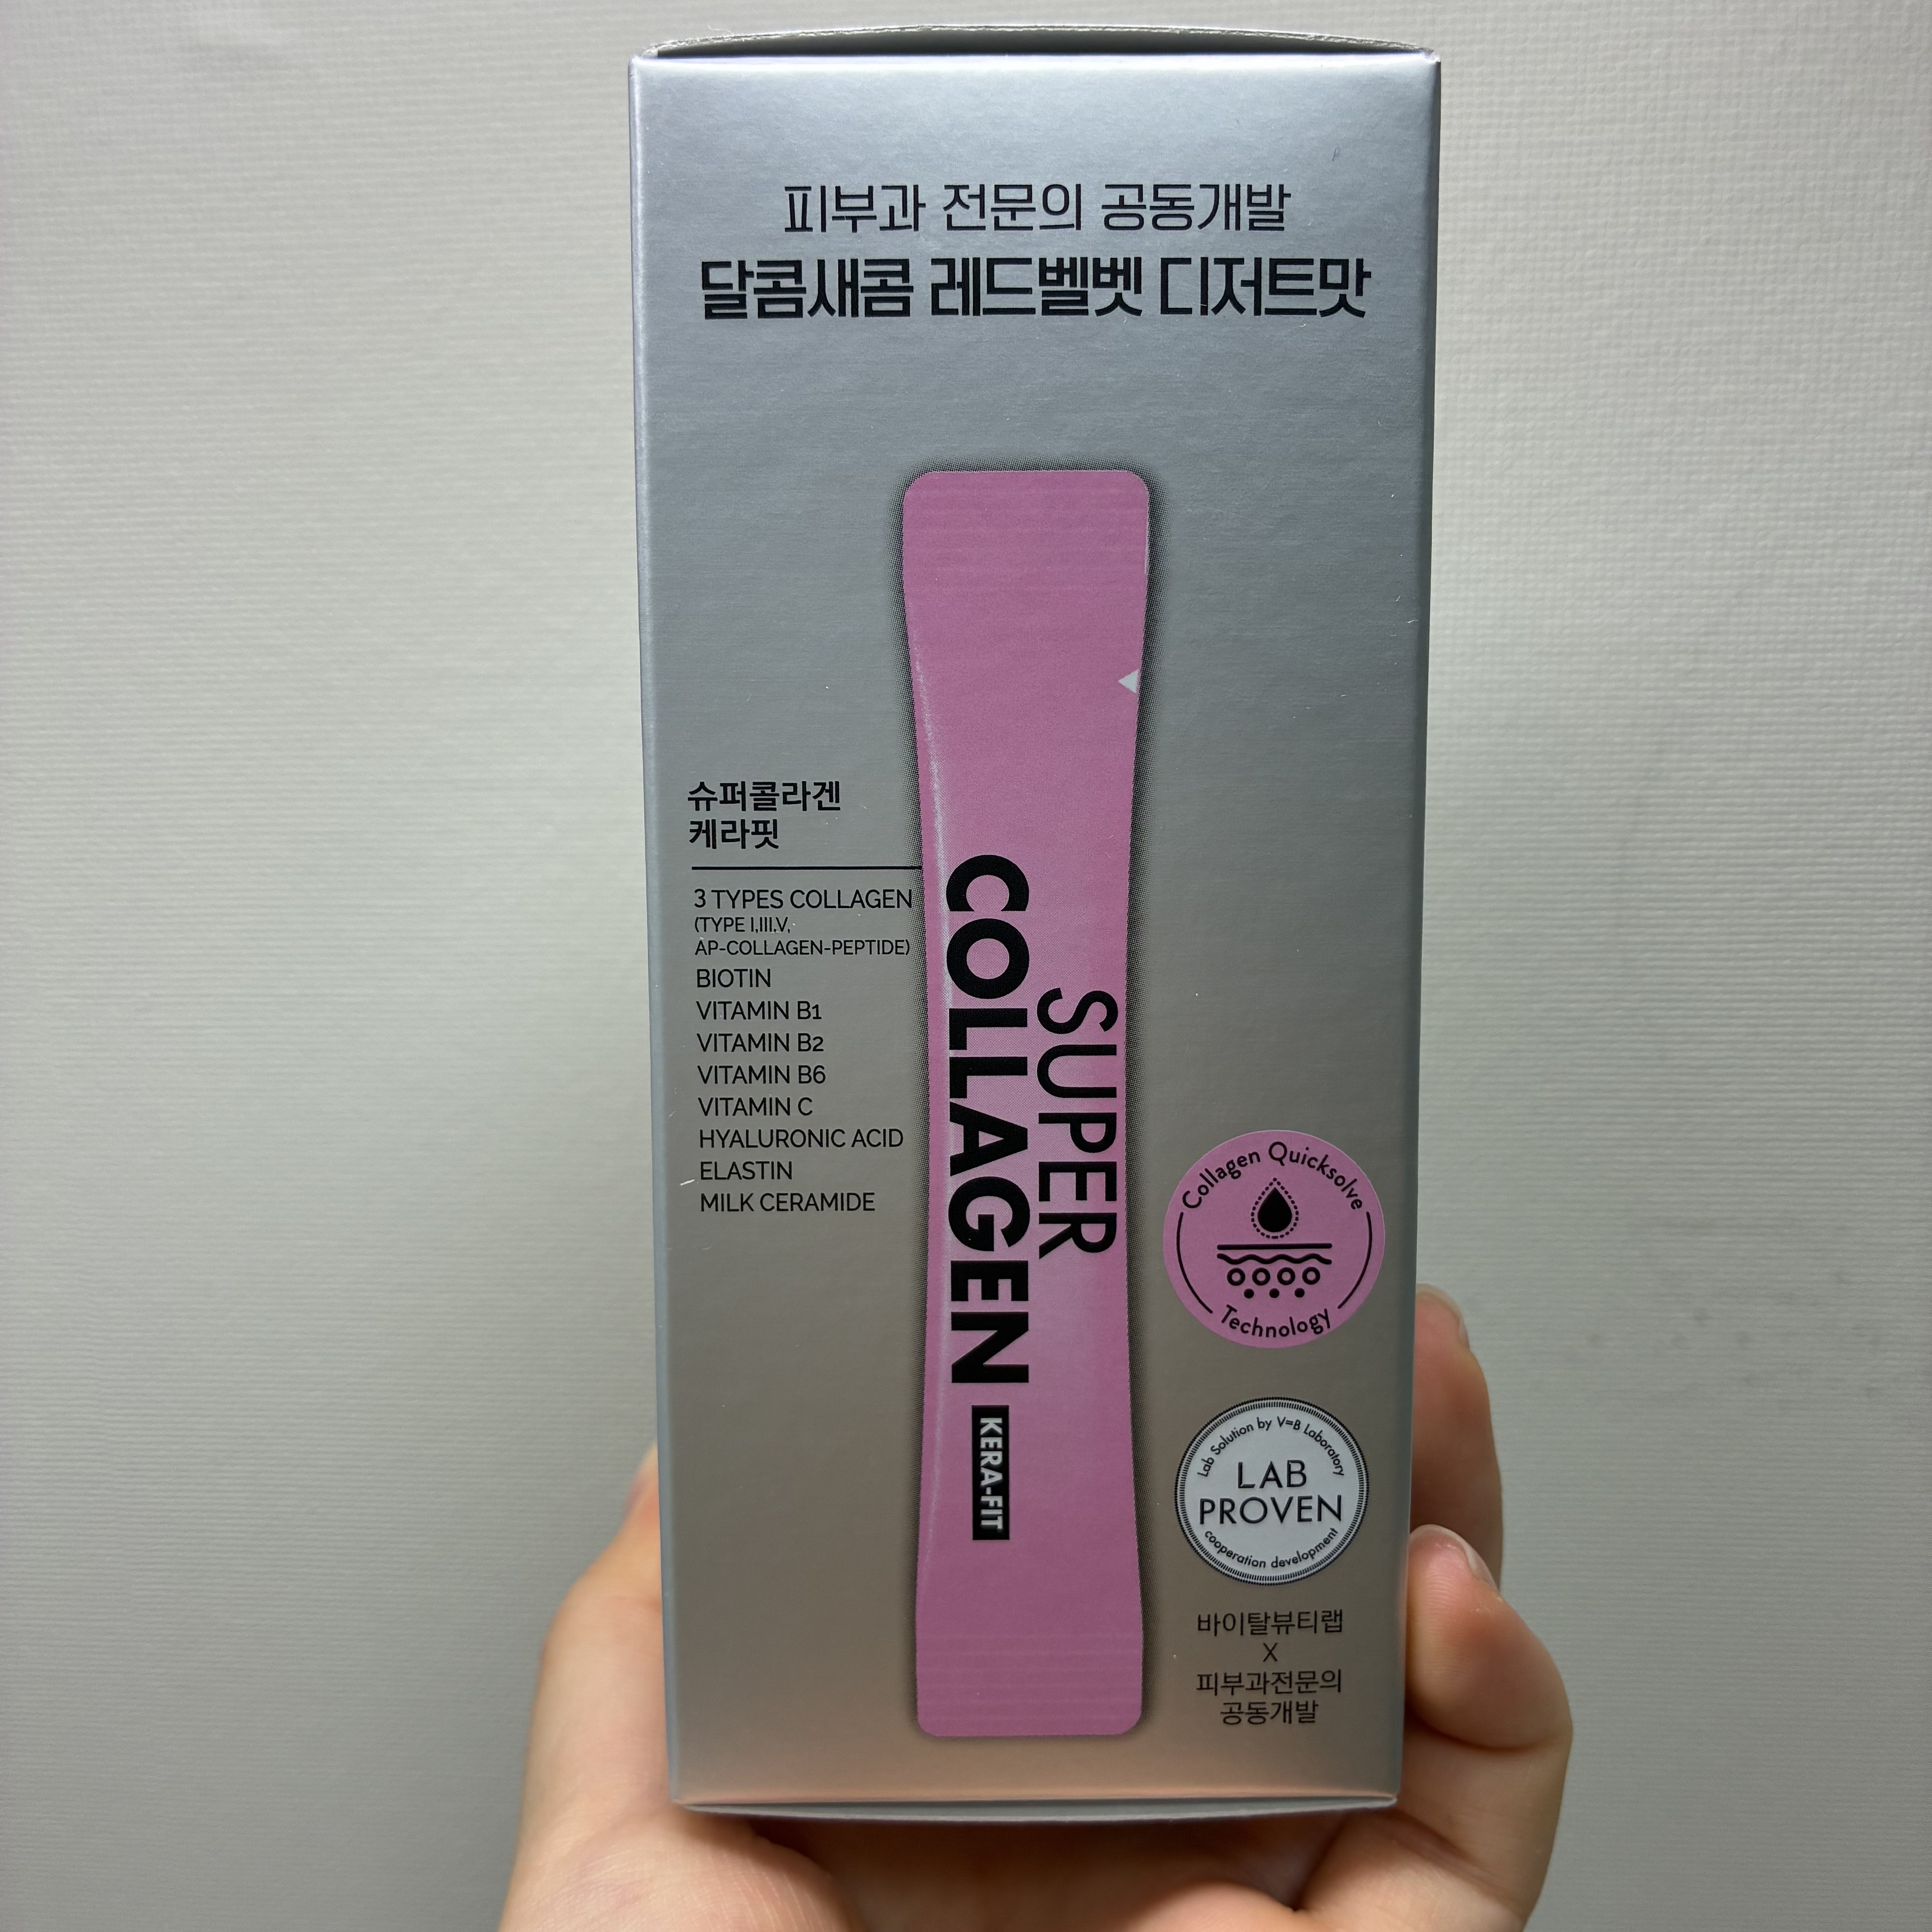 피부과 전문의 공동개발
달콤새콤 레드벨벳 디저트맛
슈퍼콜라겐
케라핏
3 TYPES COLLAGEN
(TYPE I,III.V,
AP-COLLAGEN-PEPTIDE)
BIOTIN
VITAMIN B1
VITAMIN B2
VITAMIN B6
VITAMIN C
HYALURONIC ACID
ELASTIN
MILK CERAMIDE
SUPER
COLLAGEN
KERA-FIT
Collagen Quicksolve
Technology
Lab Solution by V=B Laboratory
LAB
PROVEN
cooperation development
바이탈뷰티랩
X
피부과전문의
공동개발